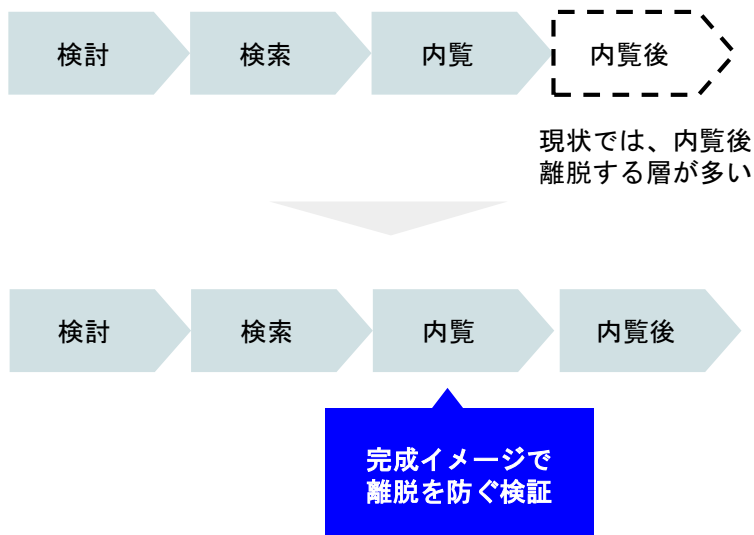 検討
検索
内覧
内覧後
現状では、内覧後
離脱する層が多い
検討
検索
内覧
内覧後
完成イメージで
離脱を防ぐ検証